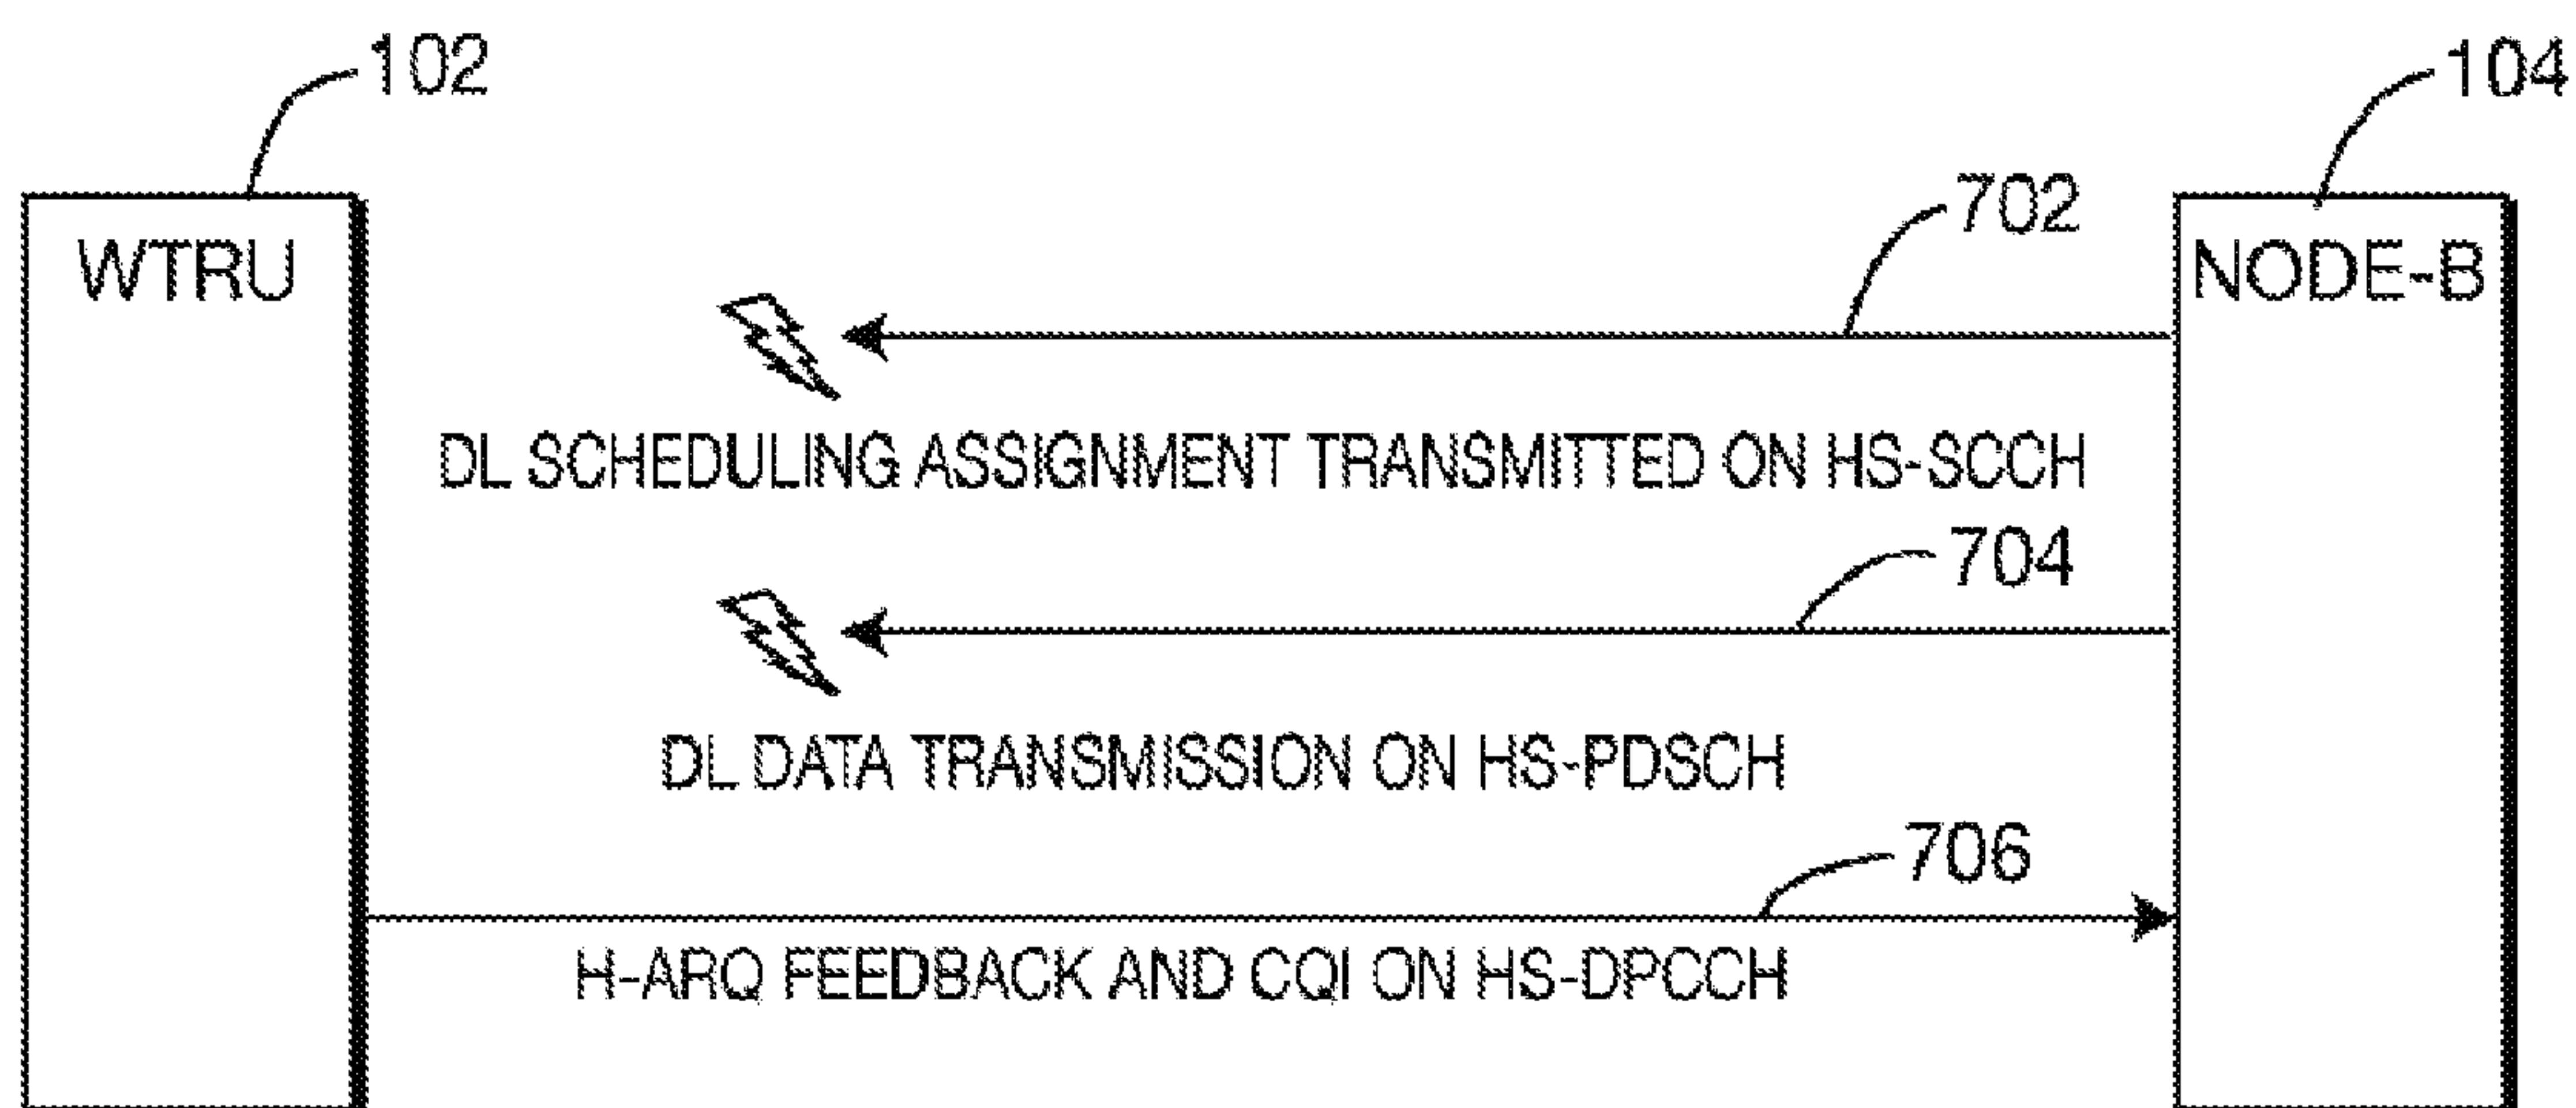 102
104
WTRU
702
NODE-B
DL SCHEDULING ASSIGNMENT TRANSMITTED ON HS-SCCH
704
DL DATA TRANSMISSION ON HS-PDSCH
706
H-ARQ FEEDBACK AND CQI ON HS-DPCCH